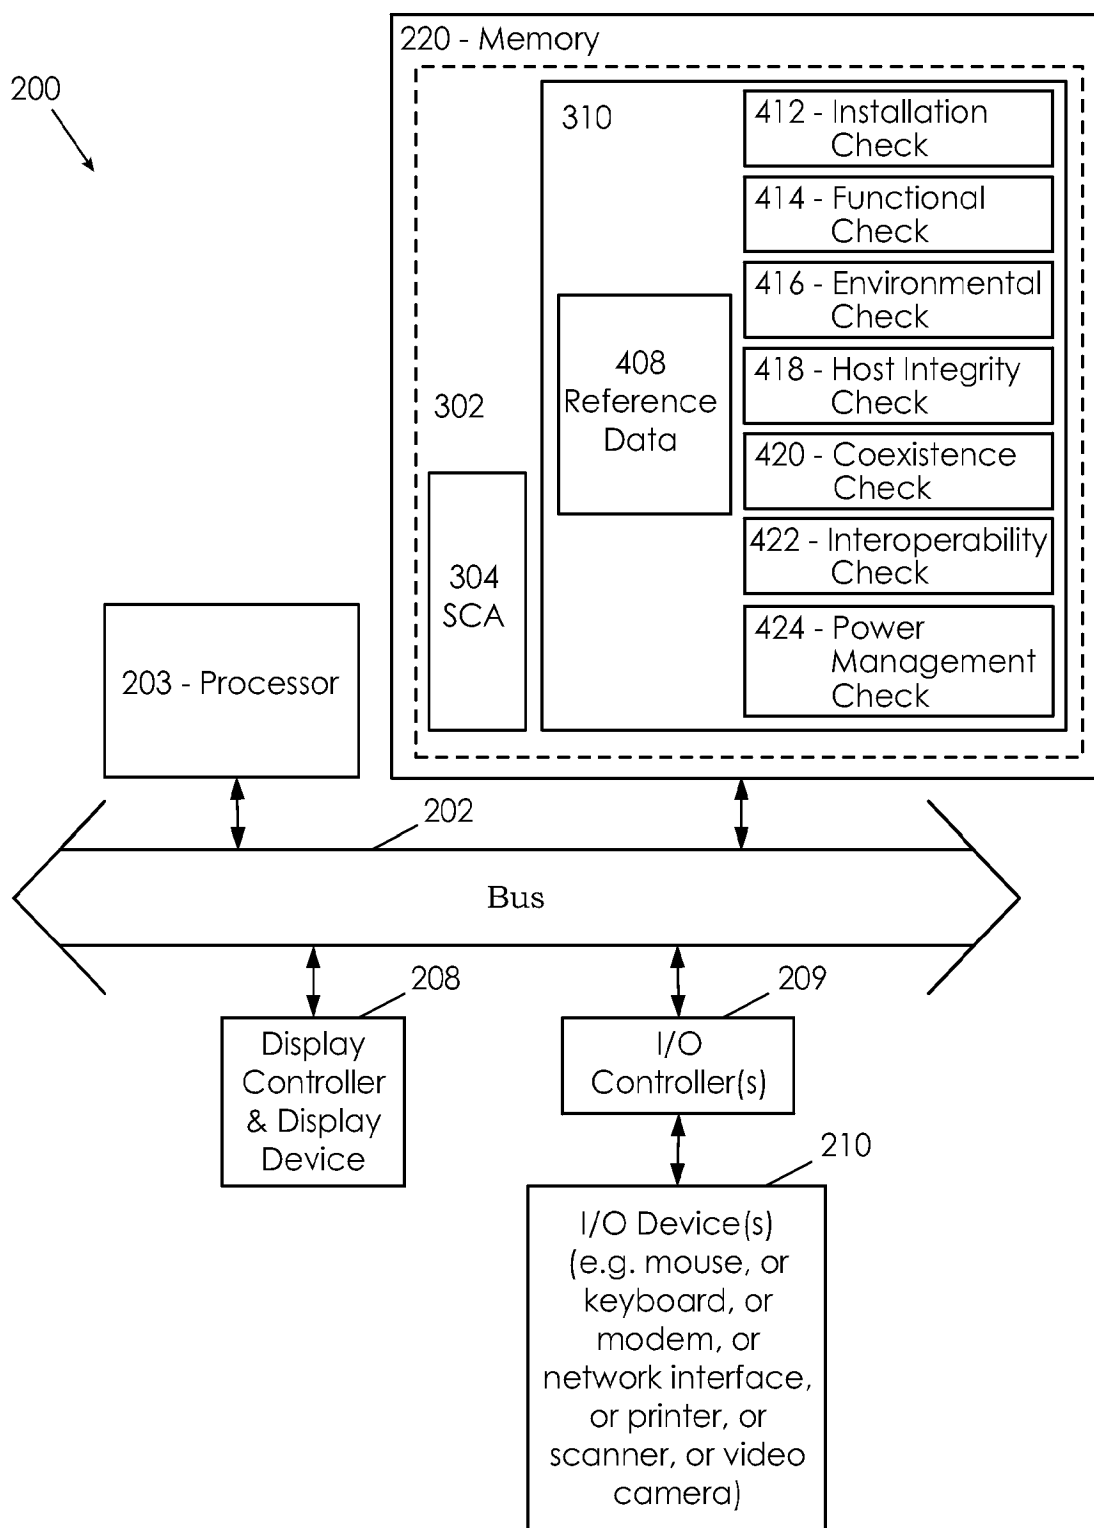 220 - Memory
200
310
412 - Installation
Check
414 - Functional
Check
416 - Environmental
Check
408
Reference
Data
418 - Host Integrity
Check
302
420 - Coexistence
Check
422 - Interoperability
Check
304
SCA
424 - Power
Management
Check
203 - Processor
202
Bus
208
209
Display
Controller
& Display
Device
I/O
Controller(s)
210
I/O Device(s)
(e.g. mouse, or
keyboard, or
modem, or
network interface,
or printer, or
scanner, or video
camera)